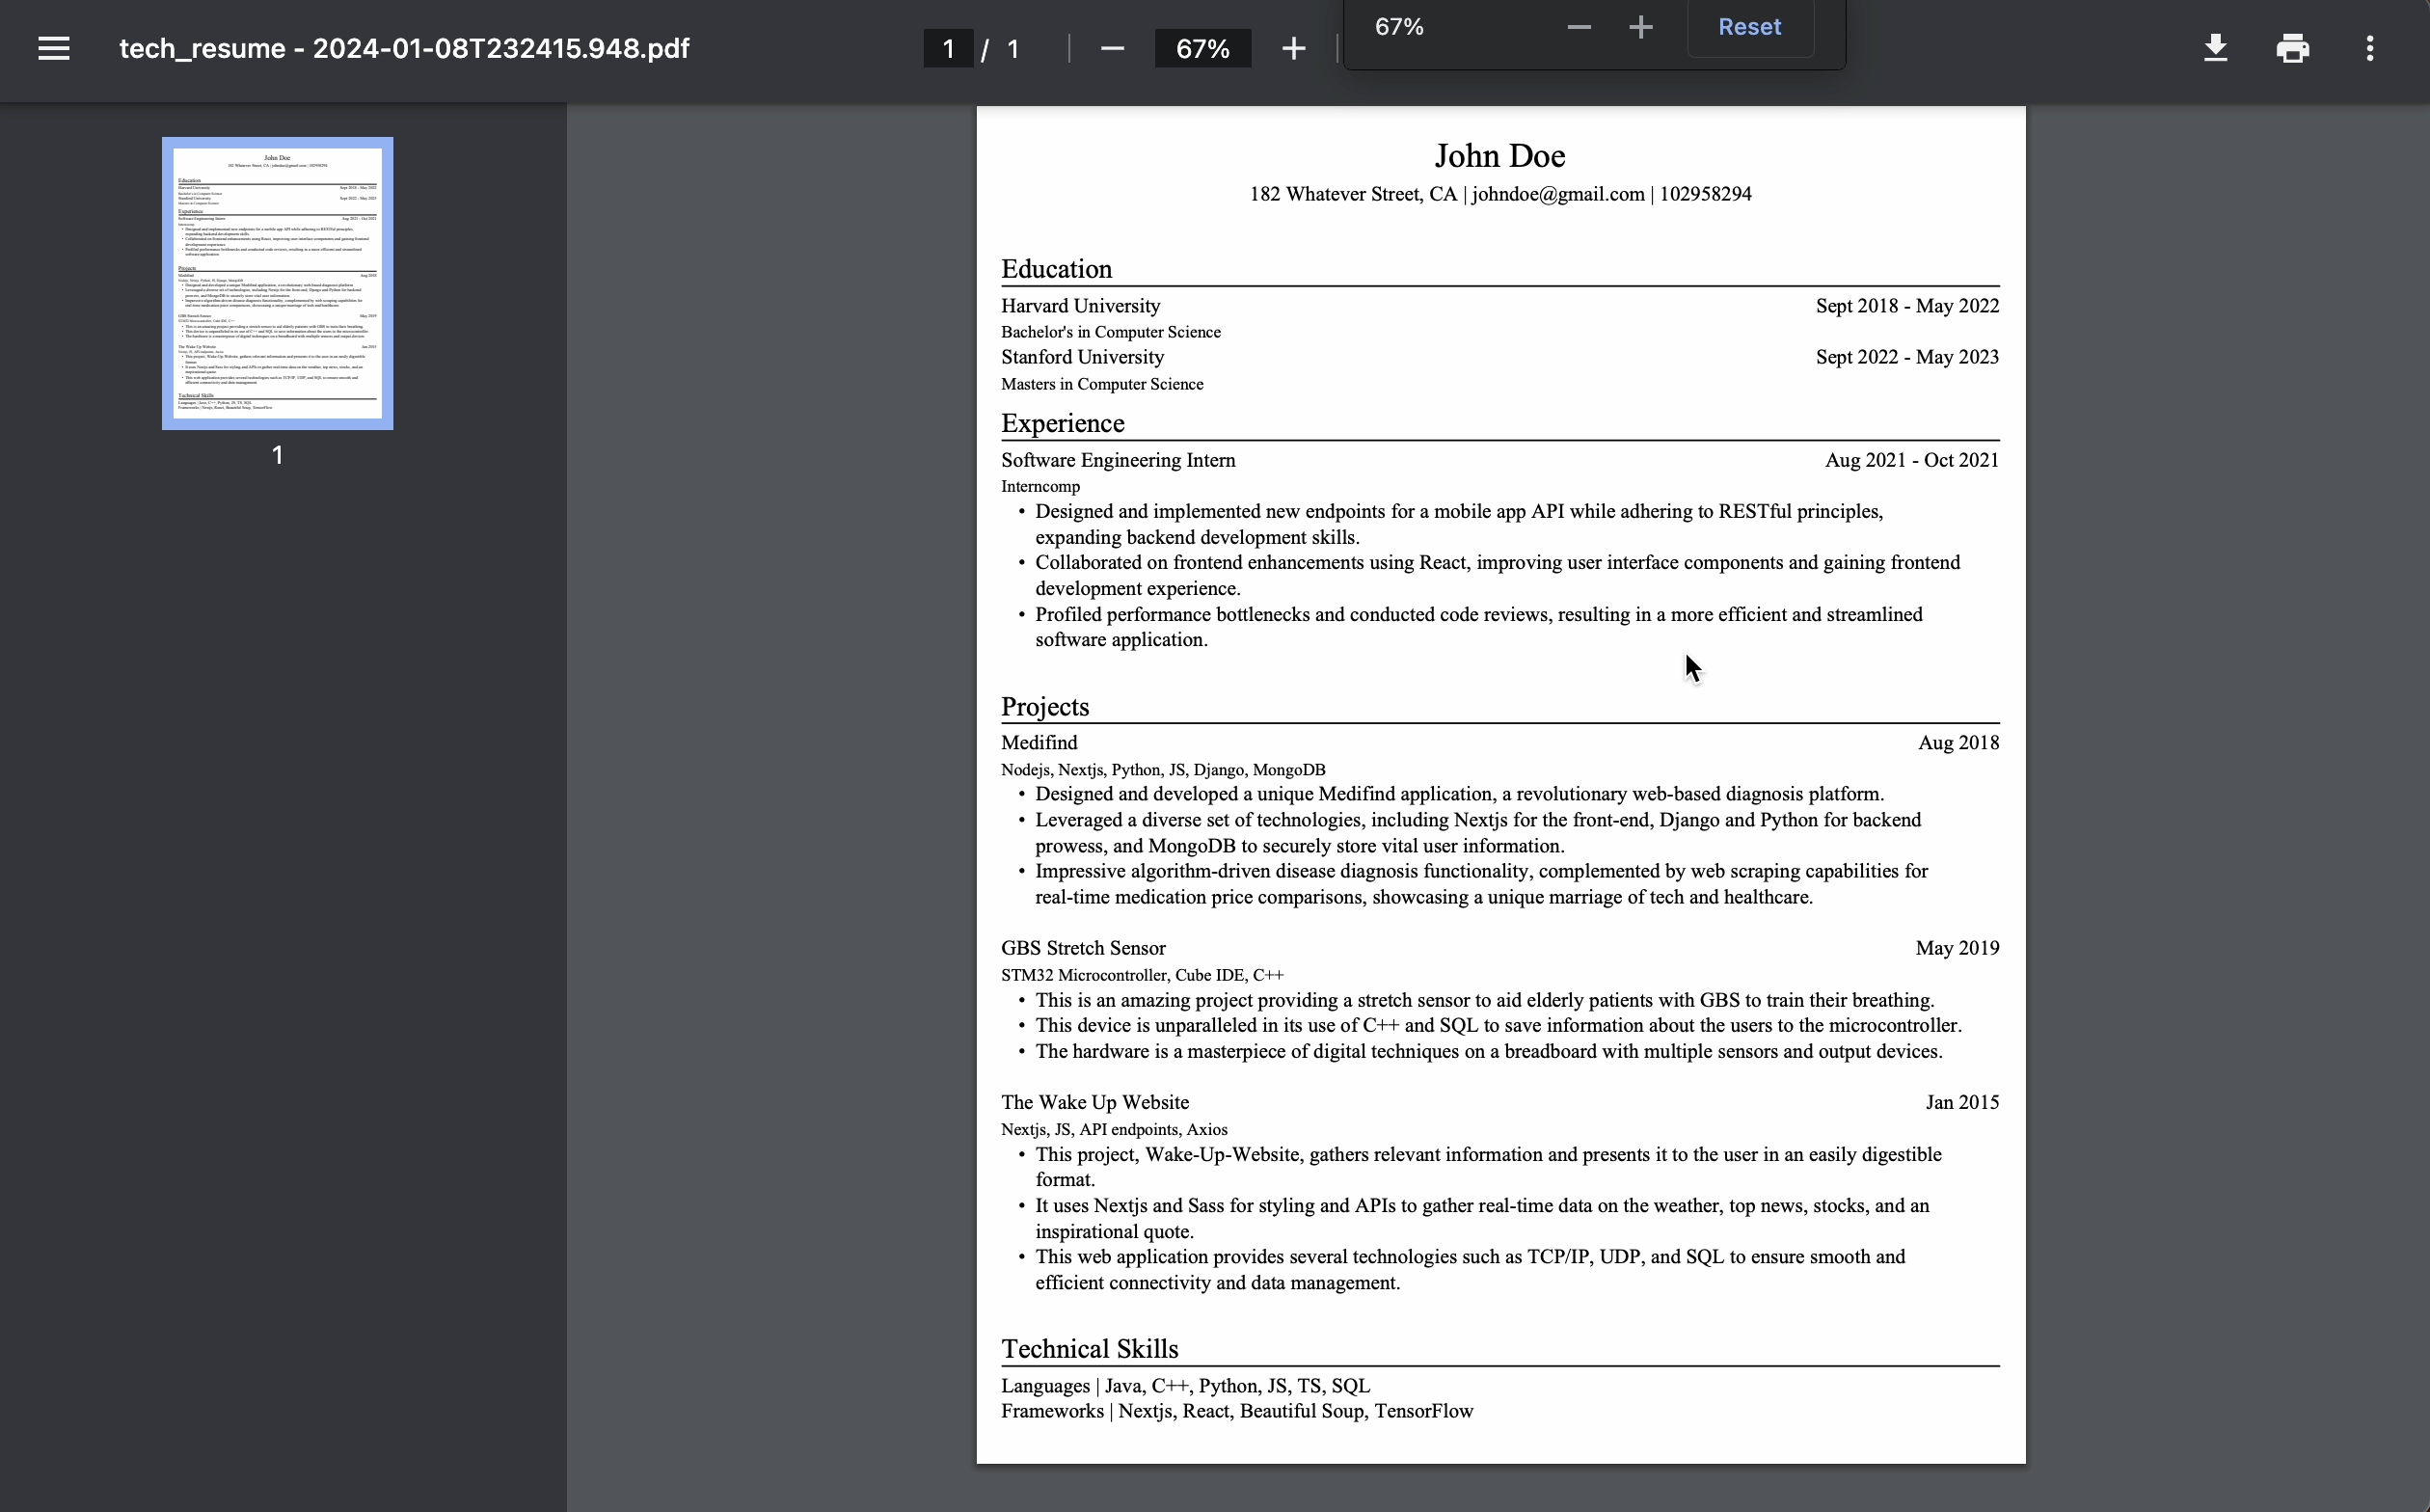 tech_resume - 2024-01-08T232415.948.pdf
1 / 1
67%
67%
Reset
1
John Doe
182 Whatever Street, CA | johndoe@gmail.com | 102958294
Education
Harvard University Sept 2018 - May 2022
Bachelor's in Computer Science
Stanford University Sept 2022 - May 2023
Masters in Computer Science
Experience
Software Engineering Intern Aug 2021 - Oct 2021
Interncomp
• Designed and implemented new endpoints for a mobile app API while adhering to RESTful principles,
expanding backend development skills.
• Collaborated on frontend enhancements using React, improving user interface components and gaining frontend
development experience.
• Profiled performance bottlenecks and conducted code reviews, resulting in a more efficient and streamlined
software application.
Projects
Medifind Aug 2018
Nodejs, Nextjs, Python, JS, Django, MongoDB
• Designed and developed a unique Medifind application, a revolutionary web-based diagnosis platform.
• Leveraged a diverse set of technologies, including Nextjs for the front-end, Django and Python for backend
prowess, and MongoDB to securely store vital user information.
• Impressive algorithm-driven disease diagnosis functionality, complemented by web scraping capabilities for
real-time medication price comparisons, showcasing a unique marriage of tech and healthcare.
GBS Stretch Sensor May 2019
STM32 Microcontroller, Cube IDE, C++
• This is an amazing project providing a stretch sensor to aid elderly patients with GBS to train their breathing.
• This device is unparalleled in its use of C++ and SQL to save information about the users to the microcontroller.
• The hardware is a masterpiece of digital techniques on a breadboard with multiple sensors and output devices.
The Wake Up Website Jan 2015
Nextjs, JS, API endpoints, Axios
• This project, Wake-Up-Website, gathers relevant information and presents it to the user in an easily digestible
format.
• It uses Nextjs and Sass for styling and APIs to gather real-time data on the weather, top news, stocks, and an
inspirational quote.
• This web application provides several technologies such as TCP/IP, UDP, and SQL to ensure smooth and
efficient connectivity and data management.
Technical Skills
Languages | Java, C++, Python, JS, TS, SQL
Frameworks | Nextjs, React, Beautiful Soup, TensorFlow